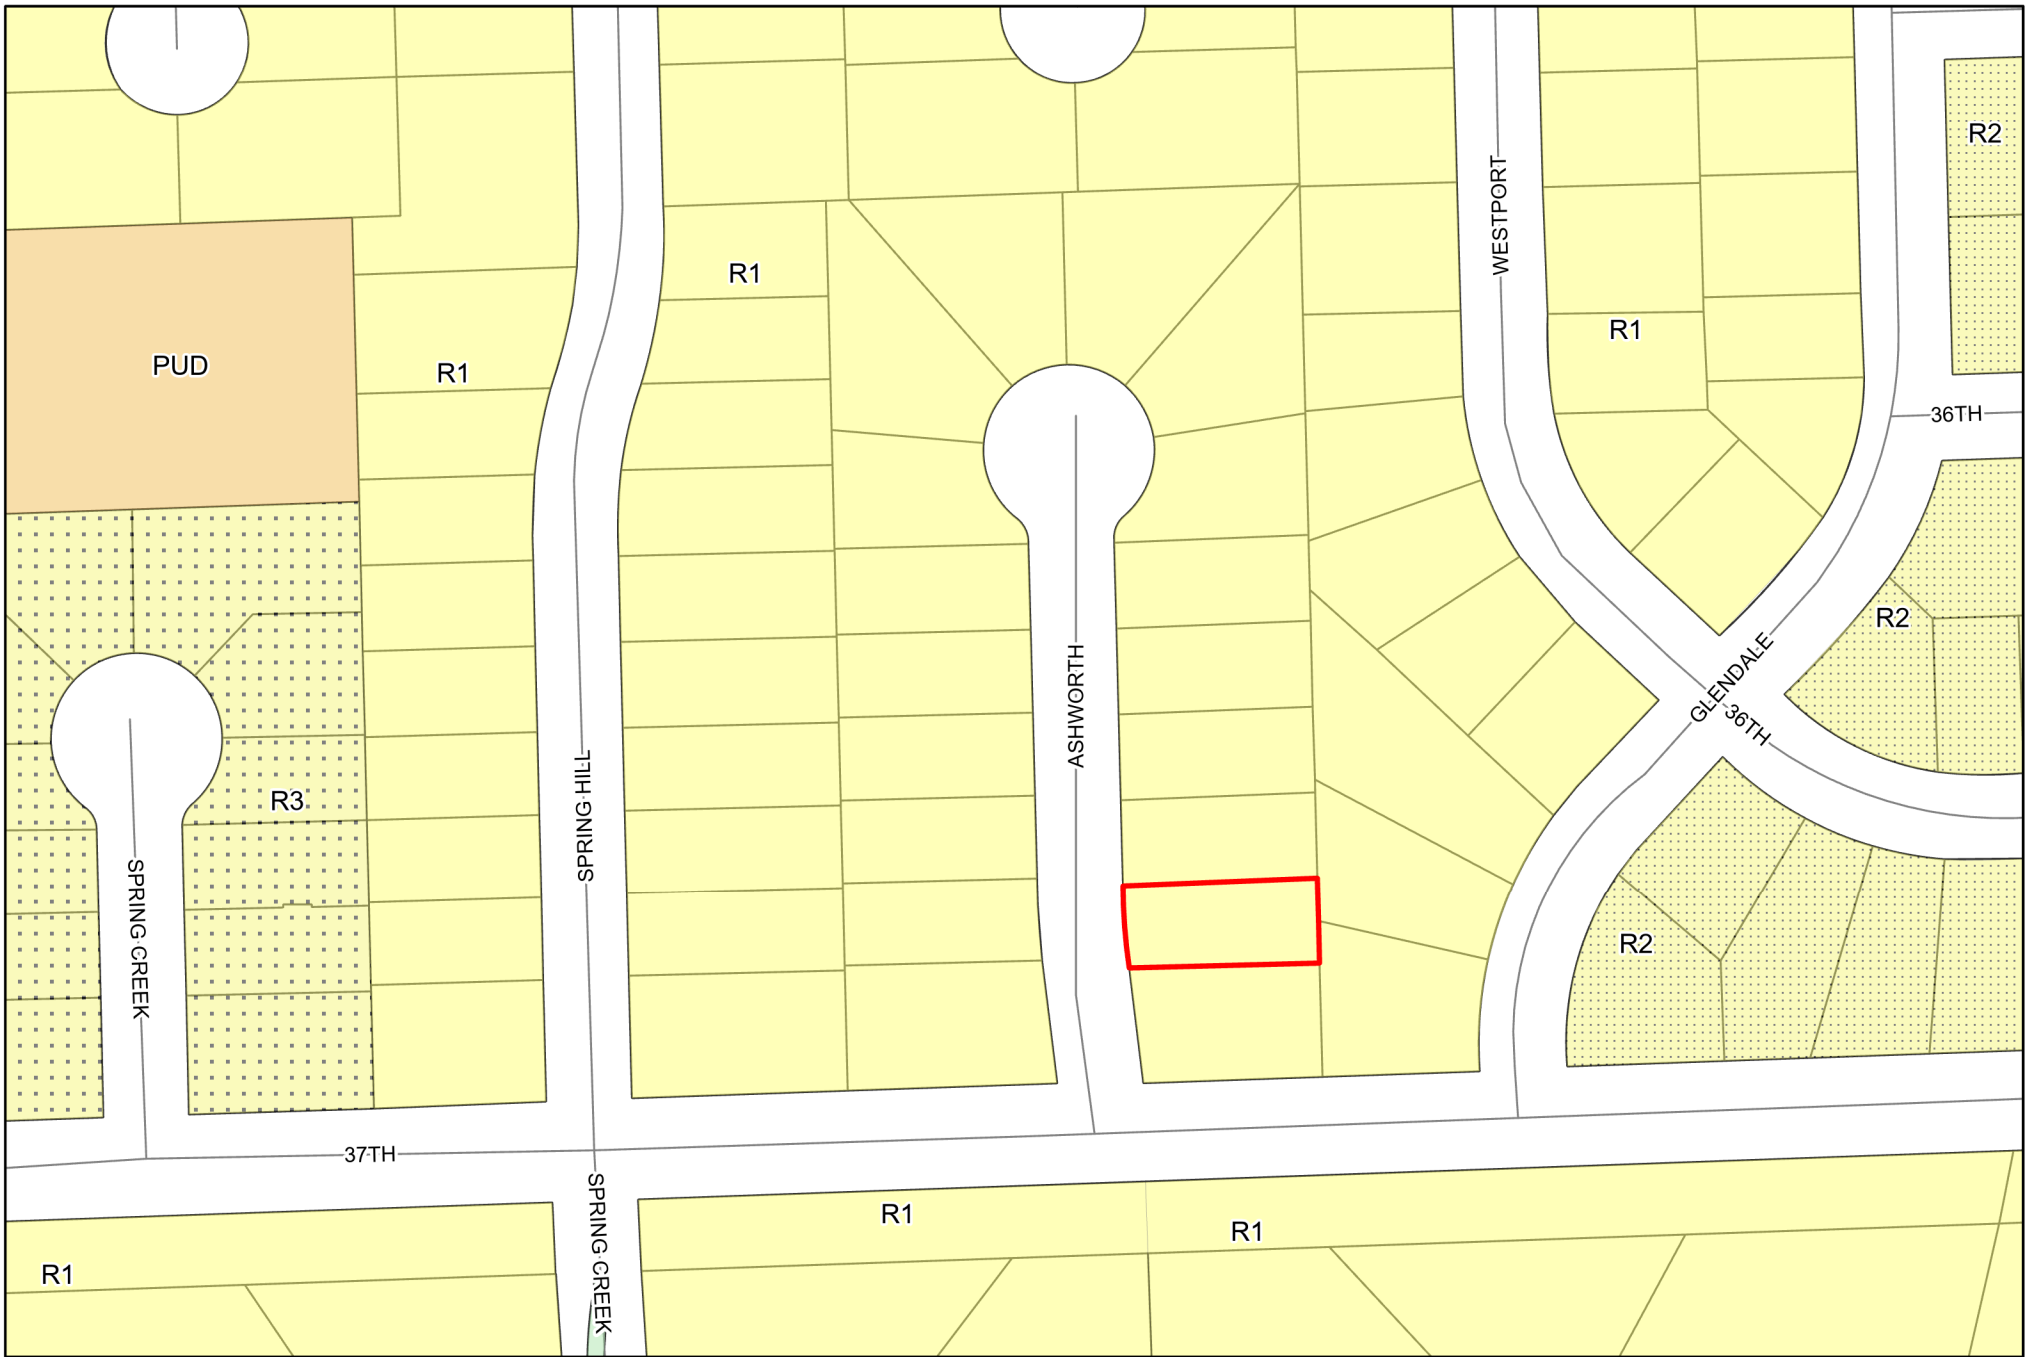 R2
WESTPORT
R1
R1
PUD
R1
36TH
R2
GLENDALE
36TH
ASHWORTH
SPRING HILL
R3
SPRING CREEK
R2
37TH
SPRING CREEK
R1
R1
R1